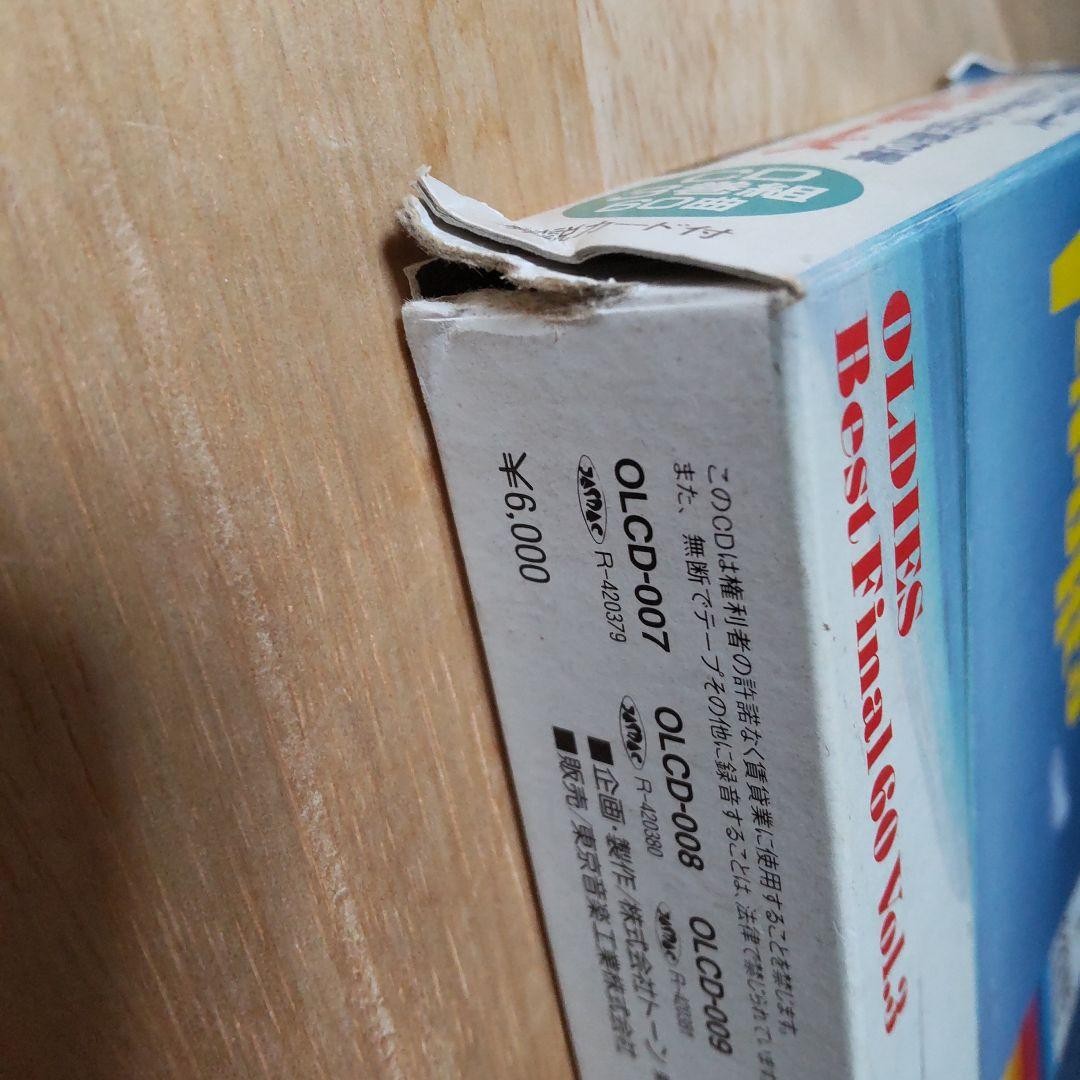 OLDIES
Best Final 60 Vol.3
このCDは権利者の許諾なく賃貸業に使用することを禁じます。
また、無断でテープその他に録音することは、法律で禁じられています
OLCD-007 OLCD-008 OLCD-009
JASRAC R-420379 JASRAC R-420380 JASRAC
¥6,000
■企画・製作/株式会社トーン
■販売/東京音楽工業株式会社